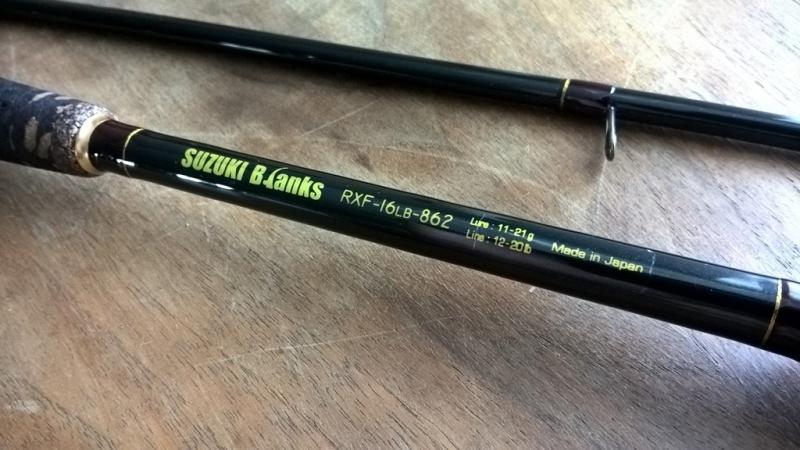 SUZUKI Blanks RXF-16LB-862
Lure : 11-21g
Line : 12-20lb
Made in Japan